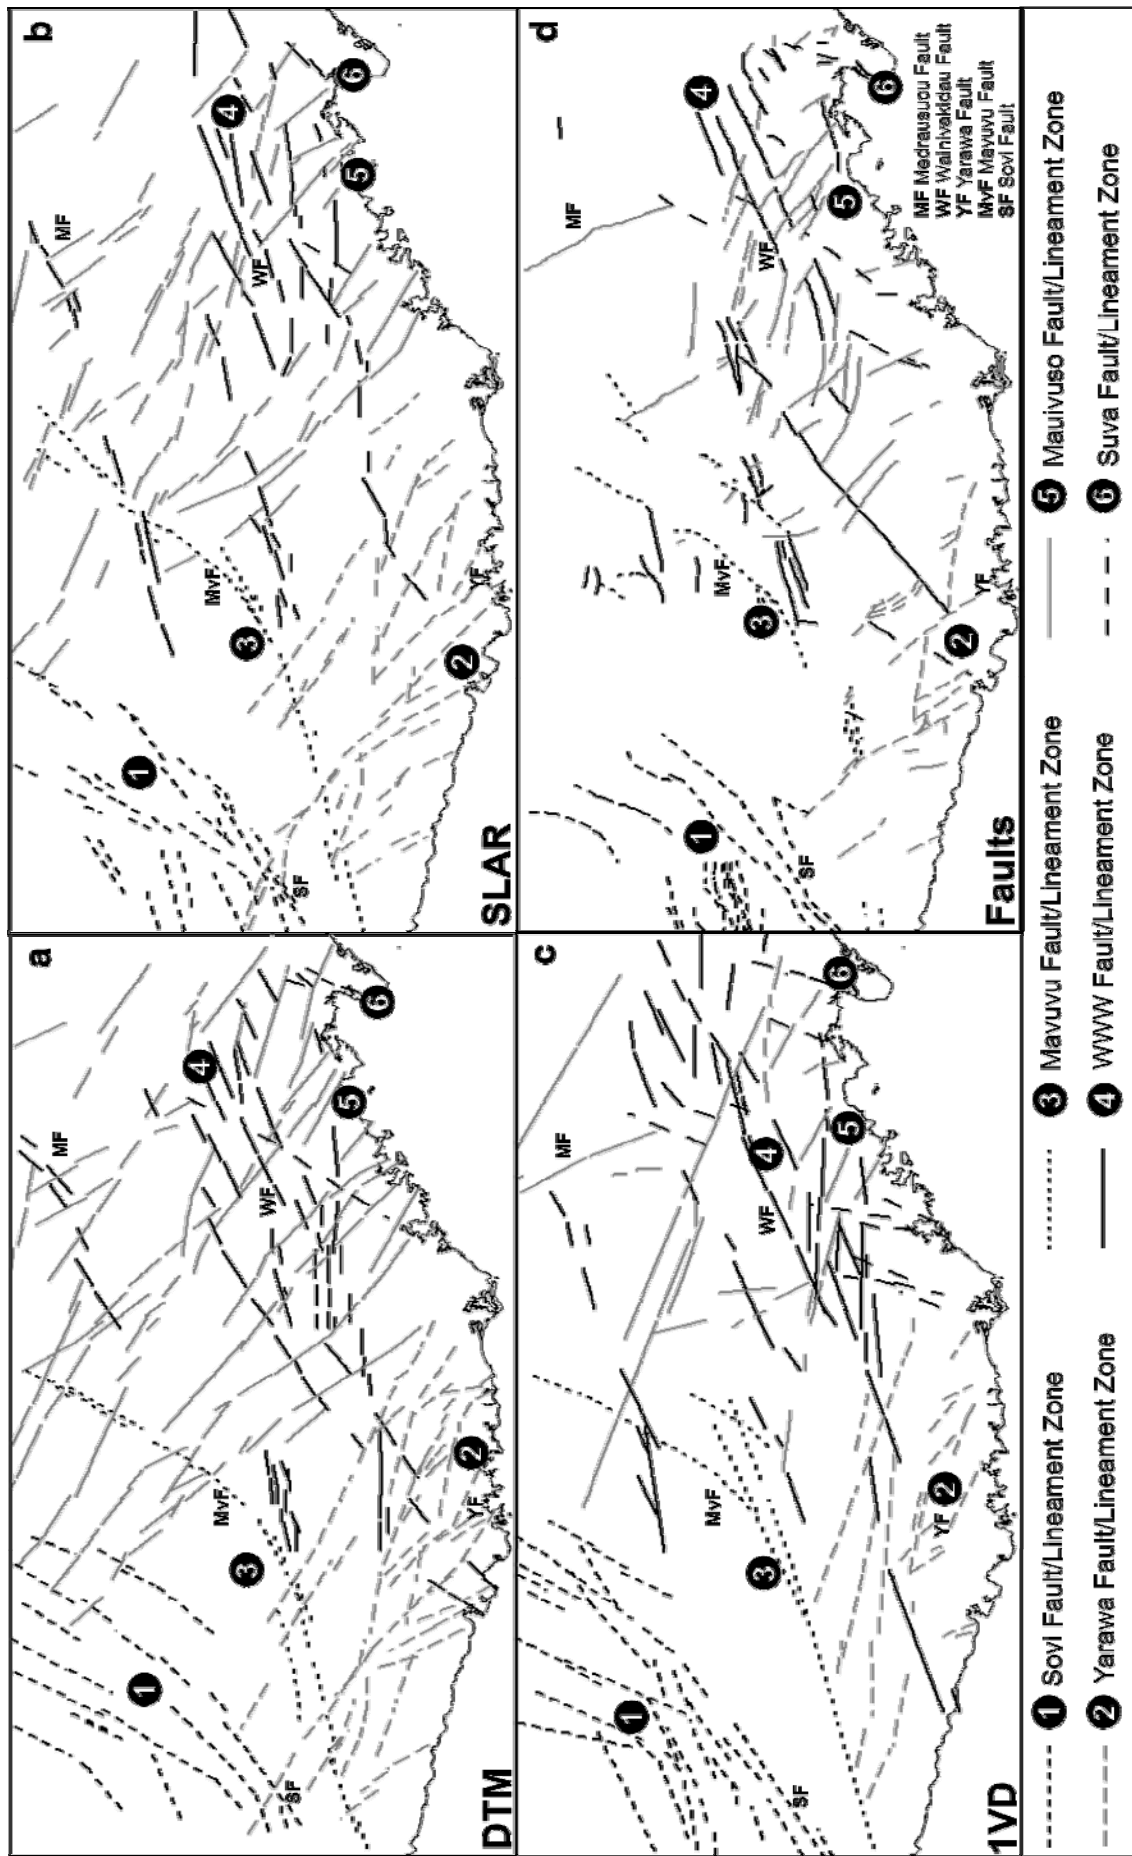 a
MF
4
WF
5
6
MvF
3
1
2
YF
SF
DTM
b
MF
4
WF
6
5
MvF
3
1
2
YF
SF
SLAR
c
MF
4
WF
6
5
MvF
3
1
YF
2
SF
1VD
d
MF
4
WF
6
5
MvF
3
1
2
YF
SF
Faults
MF Medrausuou Fault
WF Wainivakidau Fault
YF Yarawa Fault
MvF Mavuvu Fault
SF Sovi Fault
1 Sovi Fault/Lineament Zone
3 Mavuvu Fault/Lineament Zone
5 Mauivuso Fault/Lineament Zone
2 Yarawa Fault/Lineament Zone
4 WWW Fault/Lineament Zone
6 Suva Fault/Lineament Zone